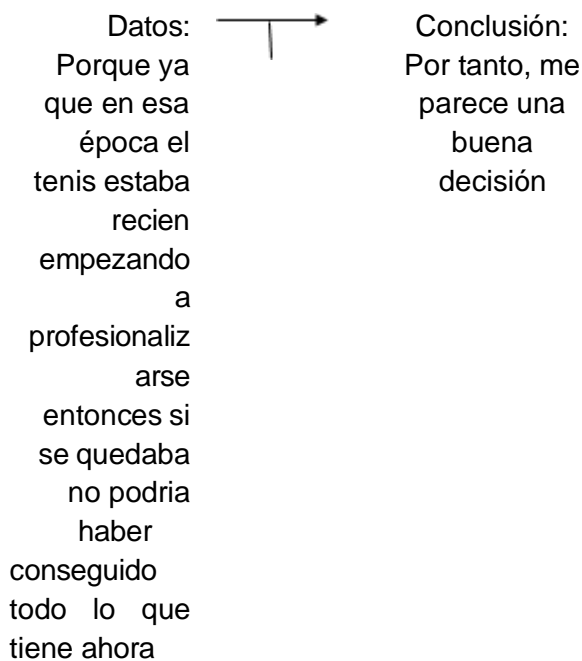 Datos:
Porque ya
que en esa
época el
tenis estaba
recien
empezando
a
profesionaliz
arse
entonces si
se quedaba
no podria
haber
conseguido
todo lo que
tiene ahora
Conclusión:
Por tanto, me
parece una
buena
decisión